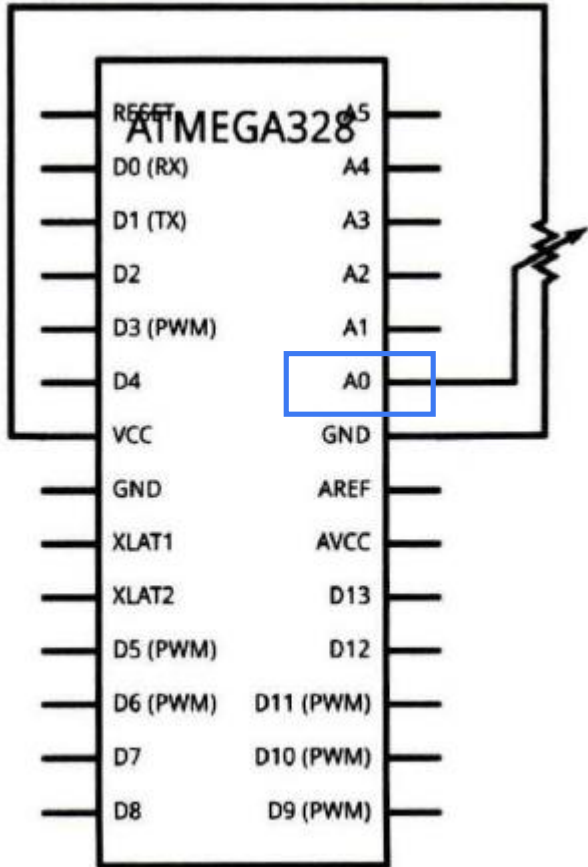 ATMEGA328
RESET A5
D0 (RX) A4
D1 (TX) A3
D2 A2
D3 (PWM) A1
D4 A0
VCC GND
GND AREF
XLAT1 AVCC
XLAT2 D13
D5 (PWM) D12
D6 (PWM) D11 (PWM)
D7 D10 (PWM)
D8 D9 (PWM)